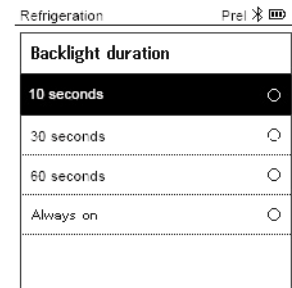 Refrigeration Prel
Backlight duration
10 seconds
30 seconds
60 seconds
Always on